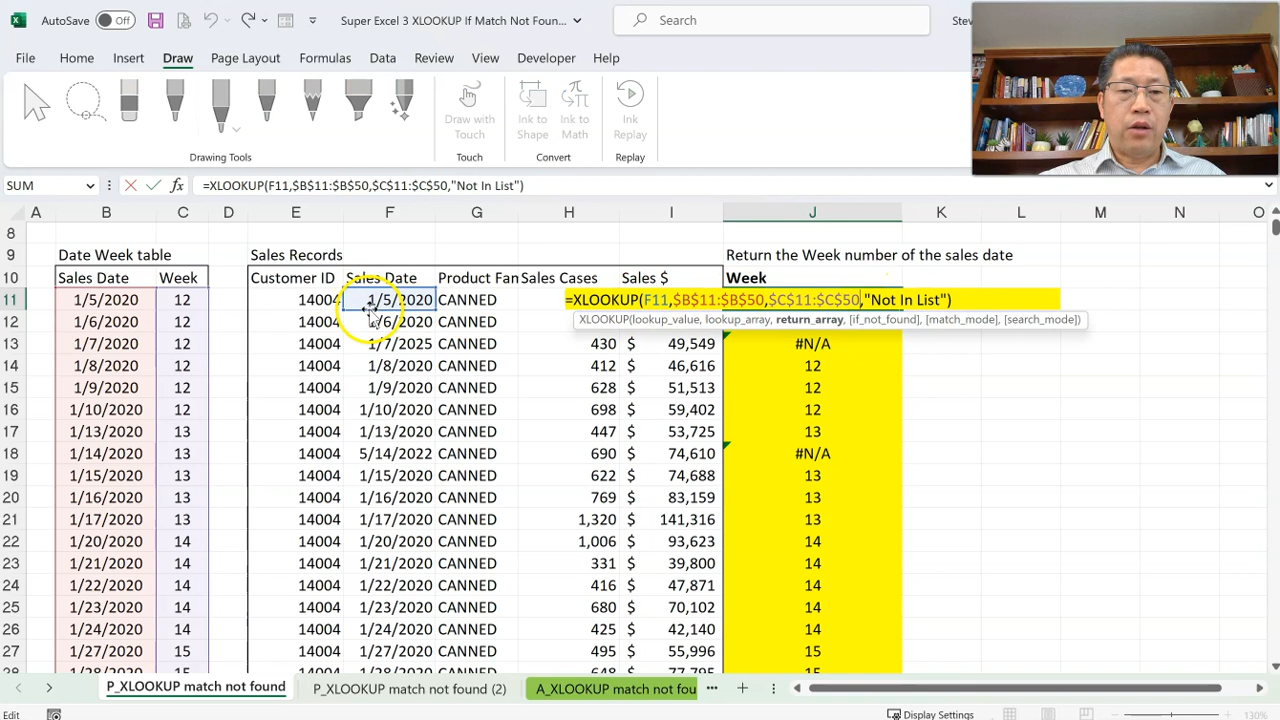 AutoSave Off Super Excel 3 XLOOKUP If Match Not Foun... Search Stev
File Home Insert Draw Page Layout Formulas Data Review View Developer Help
Draw with Touch Ink to Shape Ink to Math Ink Replay
Drawing Tools Touch Convert Replay
SUM fx =XLOOKUP(F11,$B$11:$B$50,$C$11:$C$50,"Not In List")
A B C D E F G H I J K L M N O
8
9 Date Week table Sales Records Return the Week number of the sales date
10 Sales Date Week Customer ID Sales Date Product Fan Sales Cases Sales $ Week
11 1/5/2020 12 14004 1/5/2020 CANNED =XLOOKUP(F11,$B$11:$B$50,$C$11:$C$50,"Not In List")
XLOOKUP(lookup_value, lookup_array, return_array, [if_not_found], [match_mode], [search_mode])
12 1/6/2020 12 14004 1/6/2020 CANNED
13 1/7/2020 12 14004 1/7/2025 CANNED 430 $ 49,549 #N/A
14 1/8/2020 12 14004 1/8/2020 CANNED 412 $ 46,616 12
15 1/9/2020 12 14004 1/9/2020 CANNED 628 $ 51,513 12
16 1/10/2020 12 14004 1/10/2020 CANNED 698 $ 59,402 12
17 1/13/2020 13 14004 1/13/2020 CANNED 447 $ 53,725 13
18 1/14/2020 13 14004 5/14/2022 CANNED 690 $ 74,610 #N/A
19 1/15/2020 13 14004 1/15/2020 CANNED 622 $ 74,688 13
20 1/16/2020 13 14004 1/16/2020 CANNED 769 $ 83,159 13
21 1/17/2020 13 14004 1/17/2020 CANNED 1,320 $ 141,316 13
22 1/20/2020 14 14004 1/20/2020 CANNED 1,006 $ 93,623 14
23 1/21/2020 14 14004 1/21/2020 CANNED 331 $ 39,800 14
24 1/22/2020 14 14004 1/22/2020 CANNED 416 $ 47,871 14
25 1/23/2020 14 14004 1/23/2020 CANNED 680 $ 70,102 14
26 1/24/2020 14 14004 1/24/2020 CANNED 425 $ 42,140 14
27 1/27/2020 15 14004 1/27/2020 CANNED 495 $ 55,996 15
28 1/28/2020 15 14004 1/28/2020 CANNED 648 $ 77,795 15
P_XLOOKUP match not found P_XLOOKUP match not found (2) A_XLOOKUP match not fou
Edit Display Settings 130%